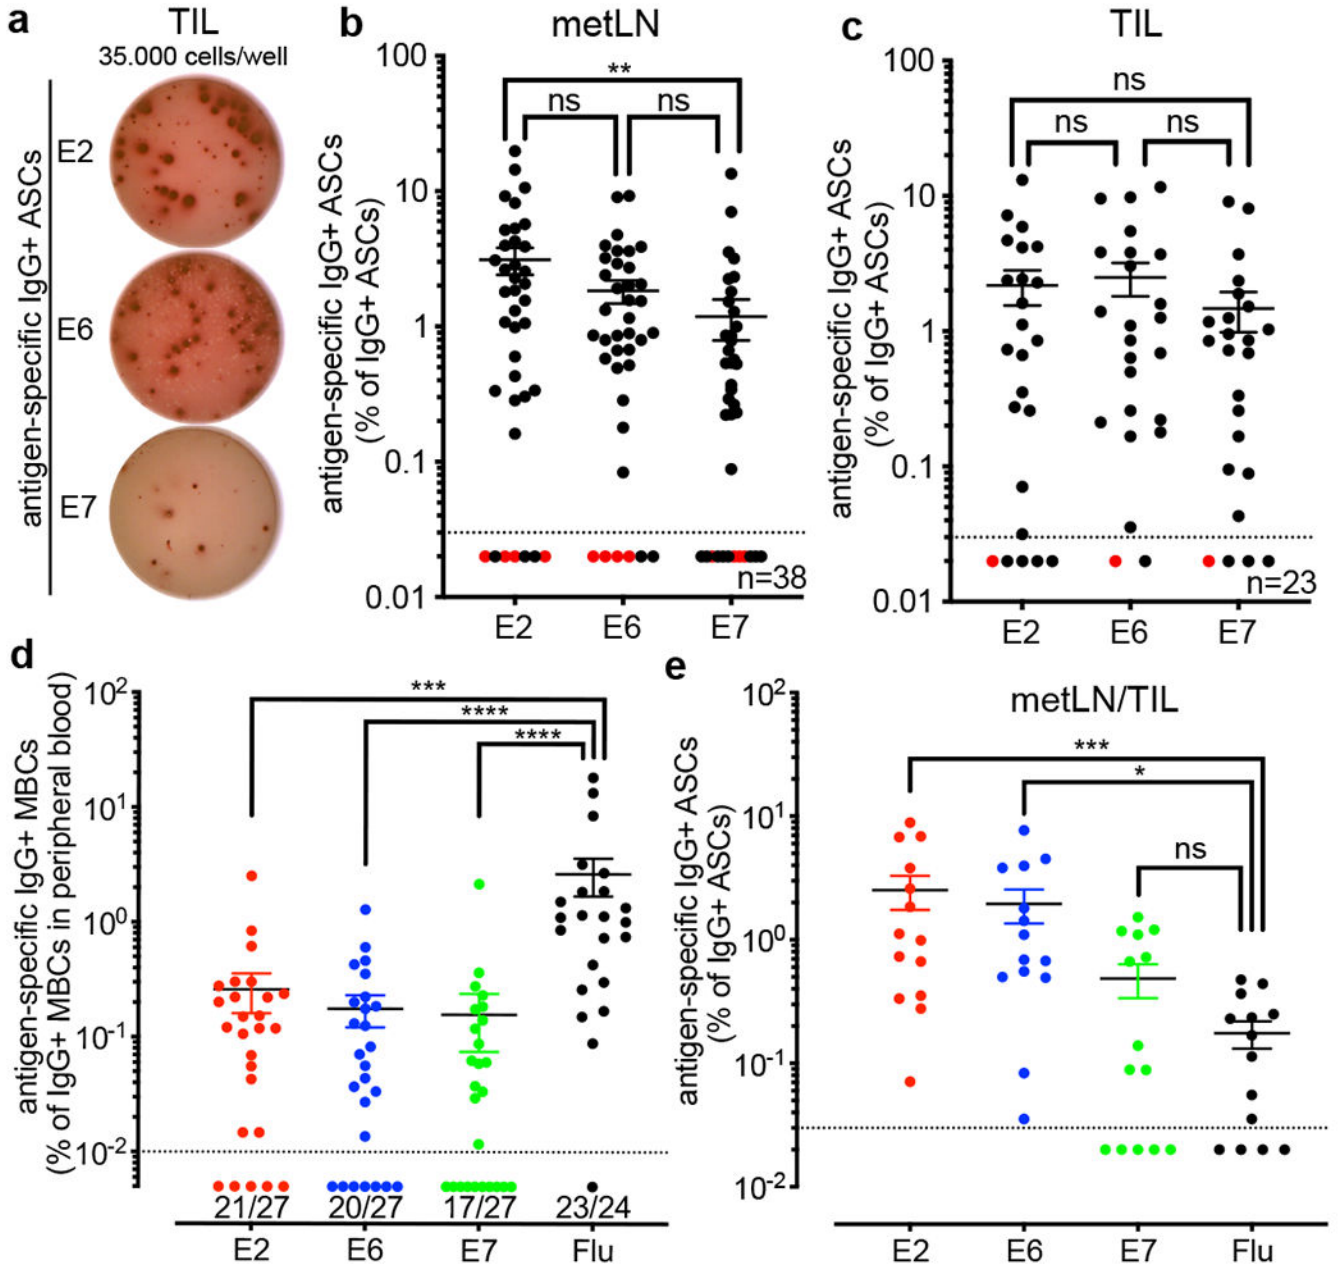 a
TIL
35.000 cells/well
antigen-specific IgG+ ASCs
E2
E6
E7
b
metLN
antigen-specific IgG+ ASCs
(% of IgG+ ASCs)
100
10
1
0.1
0.01
**
ns
ns
n=38
E2
E6
E7
c
TIL
antigen-specific IgG+ ASCs
(% of IgG+ ASCs)
100
10
1
0.1
0.01
ns
ns
ns
n=23
E2
E6
E7
d
antigen-specific IgG+ MBCs
(% of IgG+ MBCs in peripheral blood)
10²
10¹
10⁰
10⁻¹
10⁻²
***
****
****
21/27
20/27
17/27
23/24
E2
E6
E7
Flu
e
metLN/TIL
antigen-specific IgG+ ASCs
(% of IgG+ ASCs)
10²
10¹
10⁰
10⁻¹
10⁻²
***
*
ns
E2
E6
E7
Flu